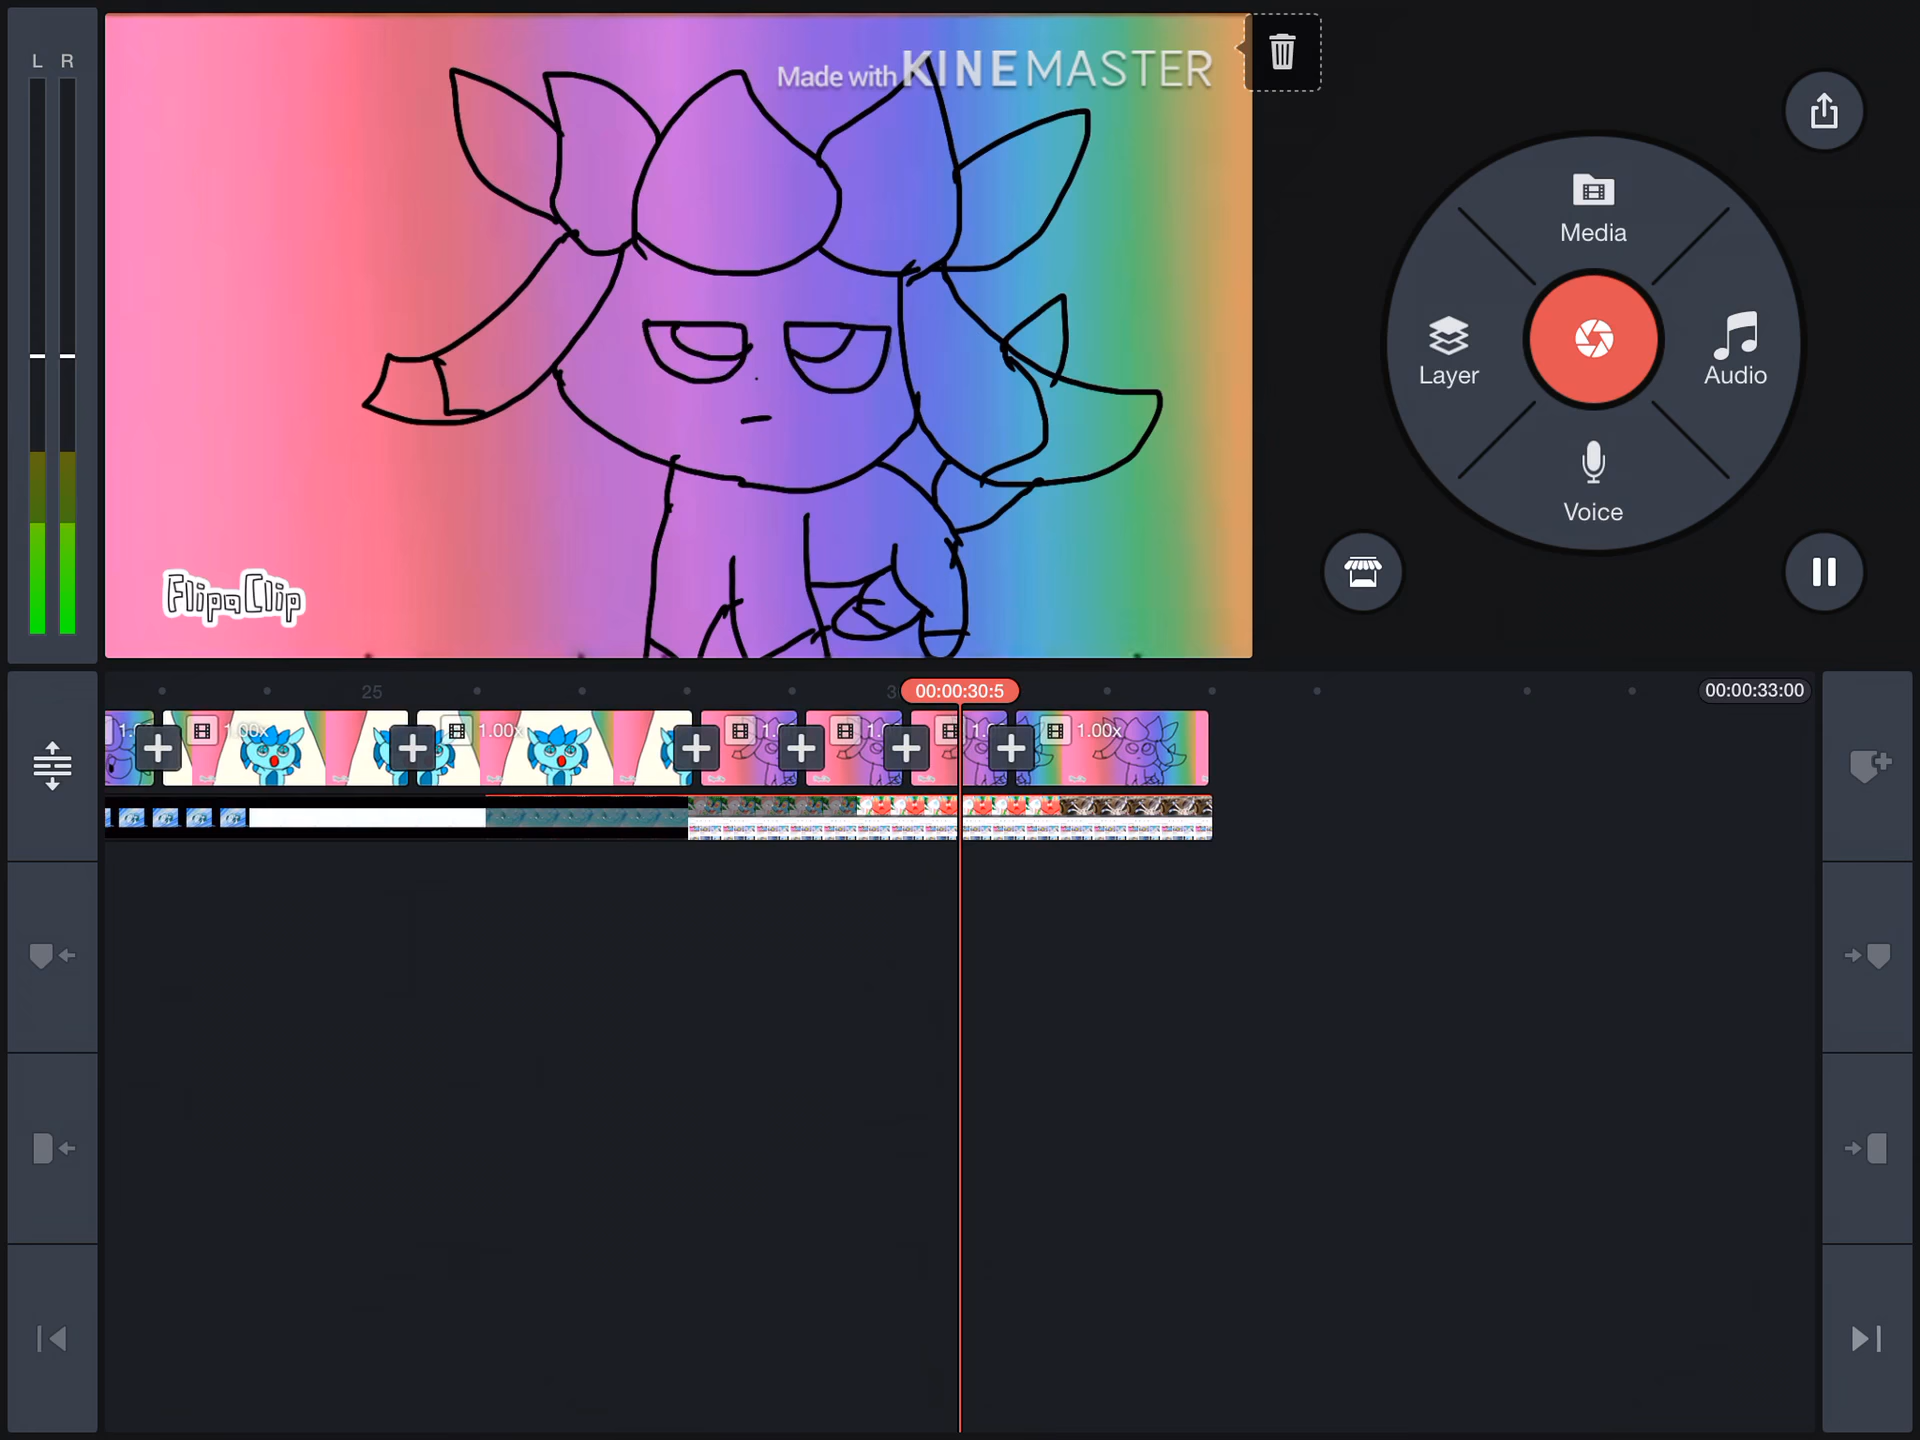 L R
Made with KINEMASTER
Media
Layer
Audio
Voice
FlipaClip
25
00:00:30:5
00:00:33:00
1.00x
1.00x
1.00x